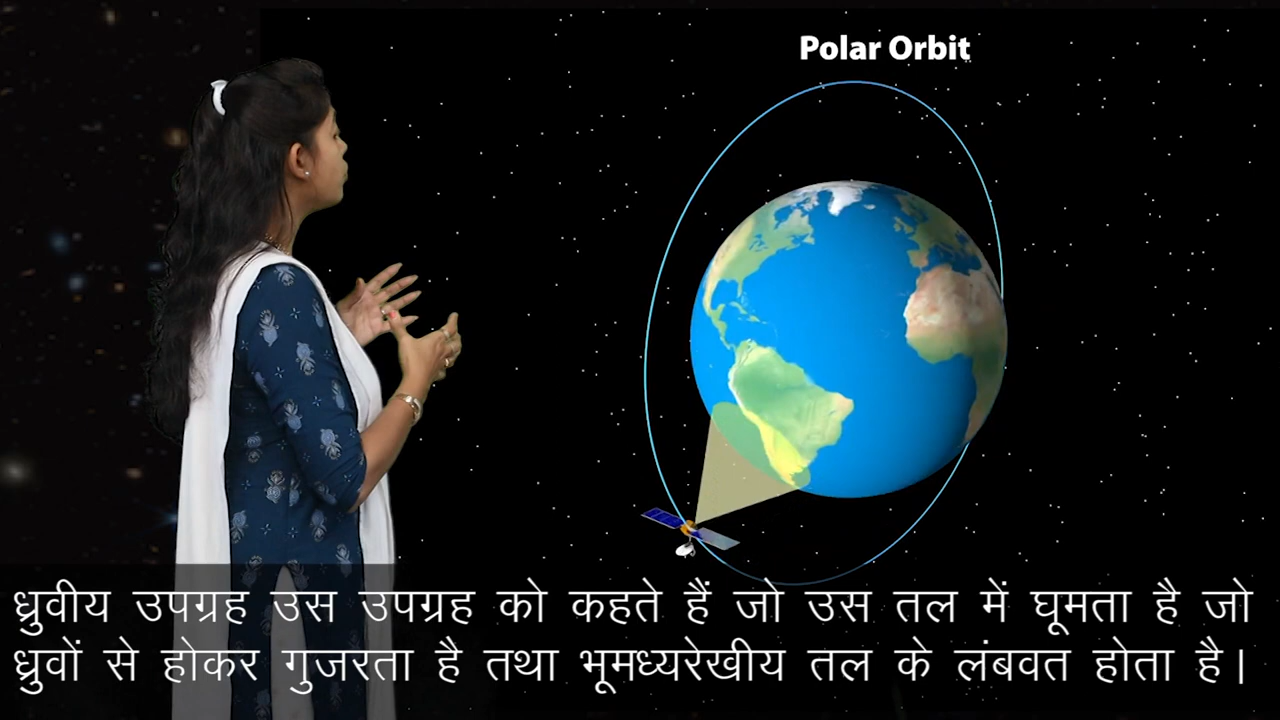 Polar Orbit
ध्रुवीय उपग्रह उस उपग्रह को कहते हैं जो उस तल में घूमता है जो
ध्रुवों से होकर गुजरता है तथा भूमध्यरेखीय तल के लंबवत होता है।